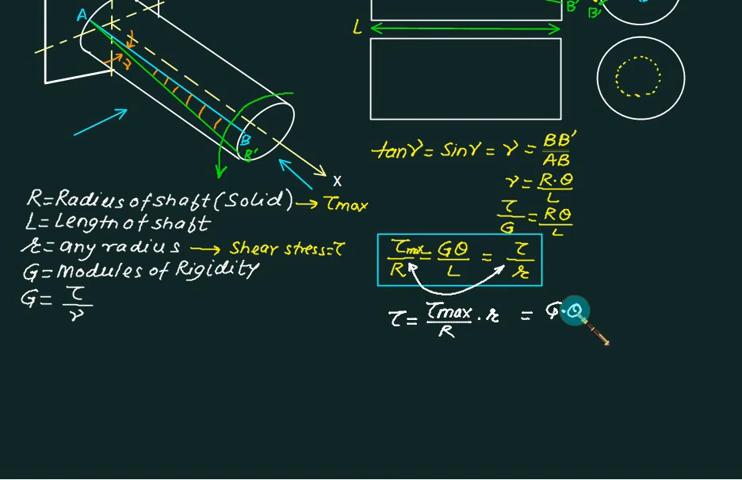 A
γ
B
B'
x
B'
B'
L
tanγ = Sinγ = γ = BB'/AB
γ = R·θ/L
τ/G = Rθ/L
R=Radius of shaft (Solid) → τmax
L=Length of shaft
r = any radius → Shear stress=τ
G=Modules of Rigidity
G= τ/γ
τmax/R = Gθ/L = τ/r
τ = τmax/R · r = G·θ